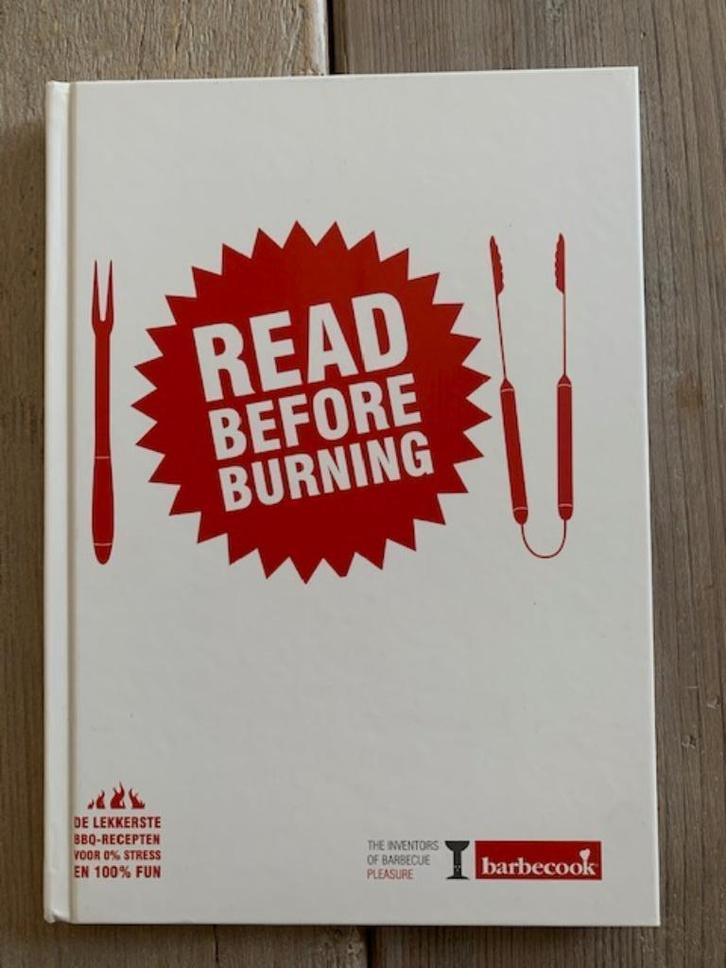 READ
BEFORE
BURNING
DE LEKKERSTE
BBQ-RECEPTEN
VOOR 0% STRESS
EN 100% FUN
THE INVENTORS
OF BARBECUE
PLEASURE
barbecook